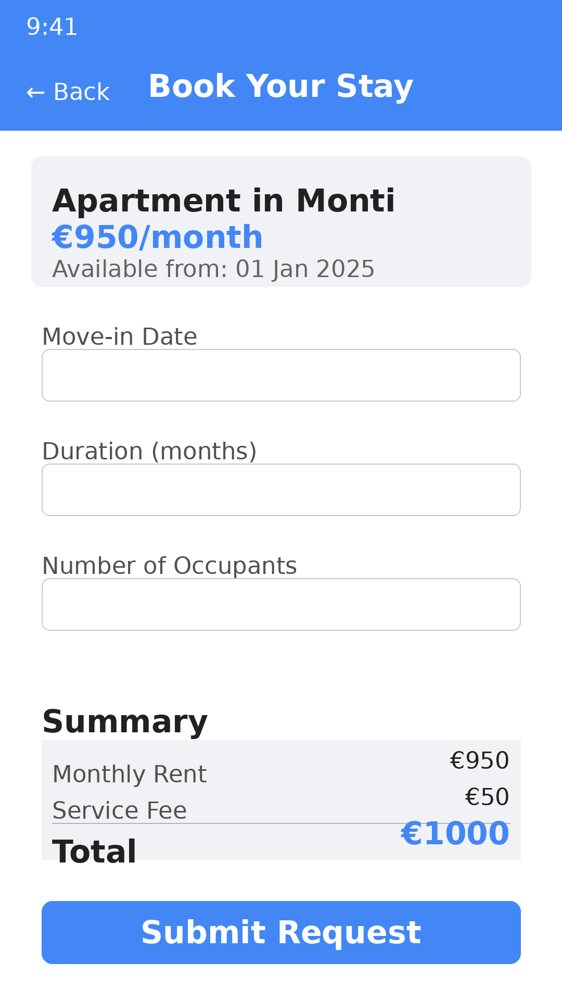 9:41
← Back
Book Your Stay
Apartment in Monti
€950/month
Available from: 01 Jan 2025
Move-in Date
Duration (months)
Number of Occupants
Summary
Monthly Rent €950
Service Fee €50
Total €1000
Submit Request